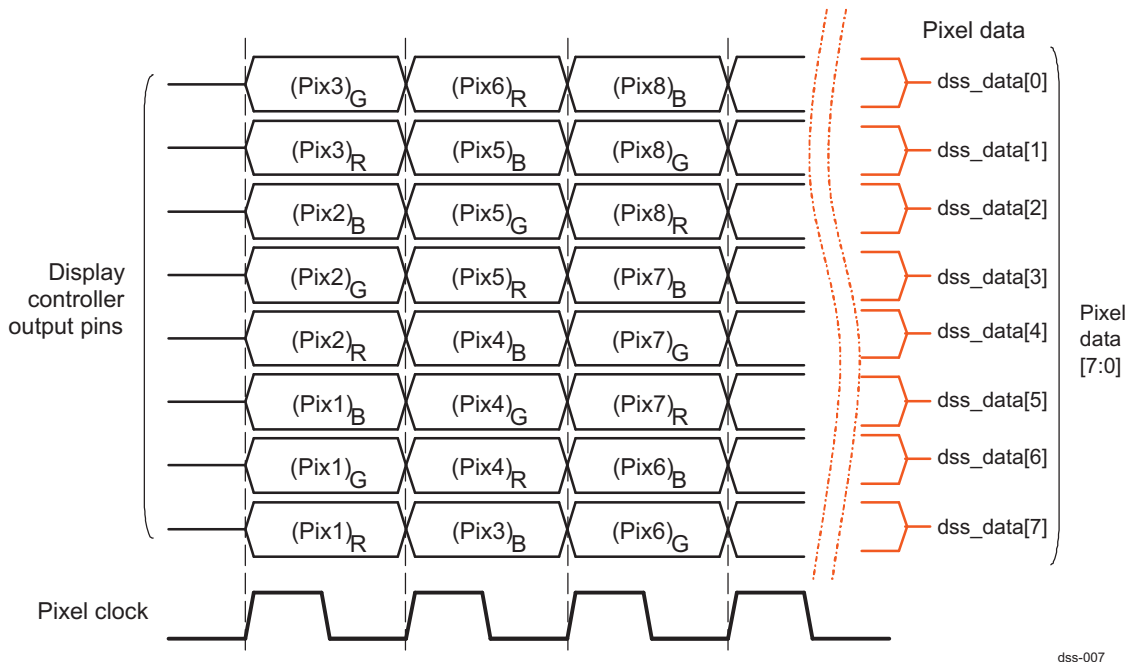 Pixel data
(Pix3)G (Pix6)R (Pix8)B dss_data[0]
(Pix3)R (Pix5)B (Pix8)G dss_data[1]
(Pix2)B (Pix5)G (Pix8)R dss_data[2]
(Pix2)G (Pix5)R (Pix7)B dss_data[3]
(Pix2)R (Pix4)B (Pix7)G dss_data[4]
(Pix1)B (Pix4)G (Pix7)R dss_data[5]
(Pix1)G (Pix4)R (Pix6)B dss_data[6]
(Pix1)R (Pix3)B (Pix6)G dss_data[7]
Display
controller
output pins
Pixel
data
[7:0]
Pixel clock
dss-007